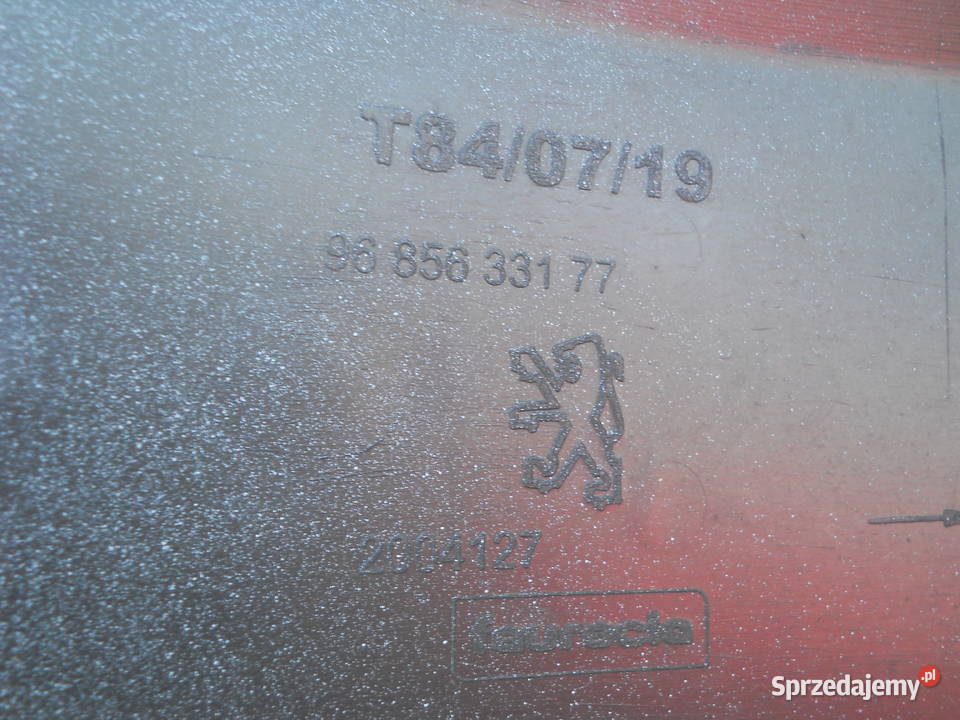 T84/07/19
96 856 331 77
2004127
faurecia
Sprzedajemy.pl